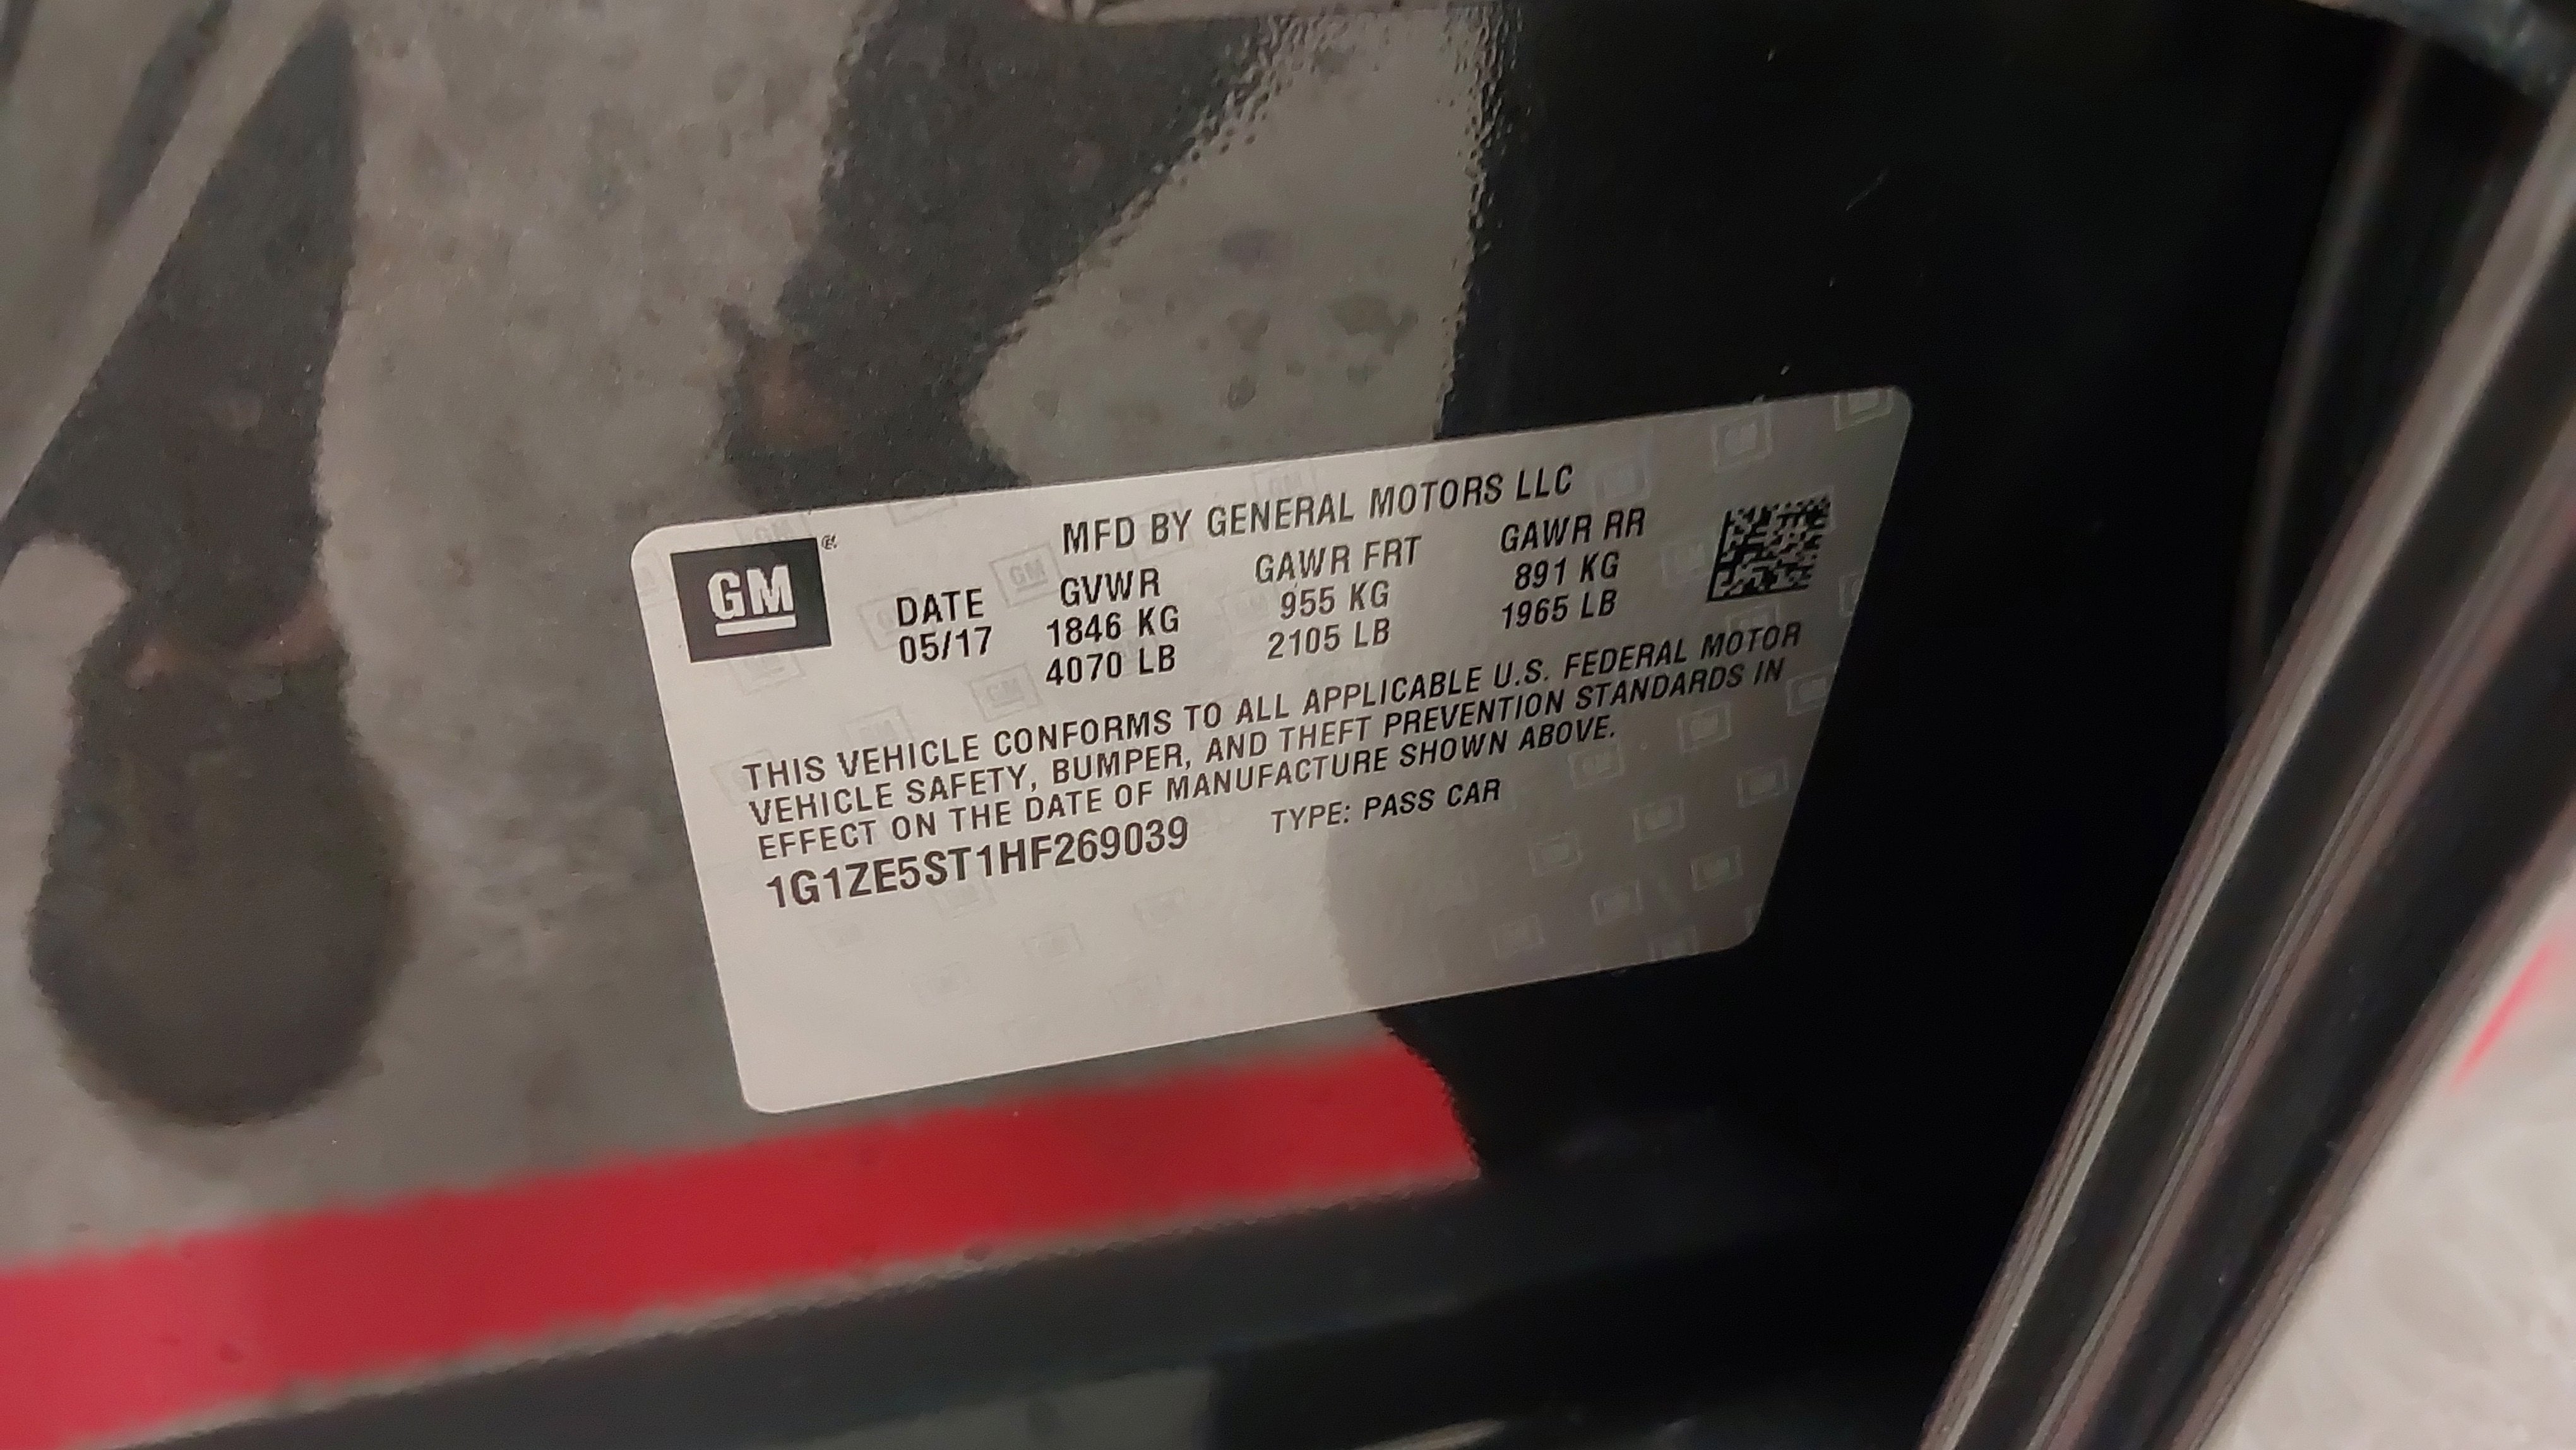 GM
MFD BY GENERAL MOTORS LLC
DATE GVWR GAWR FRT GAWR RR
05/17 1846 KG 955 KG 891 KG
4070 LB 2105 LB 1965 LB
THIS VEHICLE CONFORMS TO ALL APPLICABLE U.S. FEDERAL MOTOR
VEHICLE SAFETY, BUMPER, AND THEFT PREVENTION STANDARDS IN
EFFECT ON THE DATE OF MANUFACTURE SHOWN ABOVE.
1G1ZE5ST1HF269039 TYPE: PASS CAR